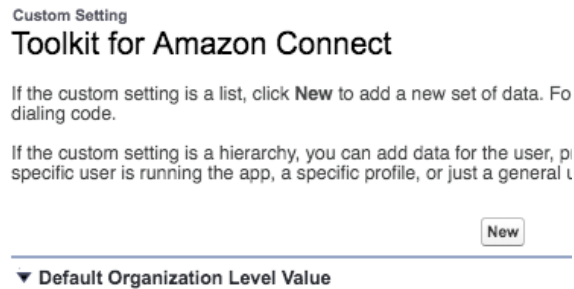 Custom Setting
Toolkit for Amazon Connect
If the custom setting is a list, click New to add a new set of data. Fo
dialing code.
If the custom setting is a hierarchy, you can add data for the user, p
specific user is running the app, a specific profile, or just a general
New
Default Organization Level Value